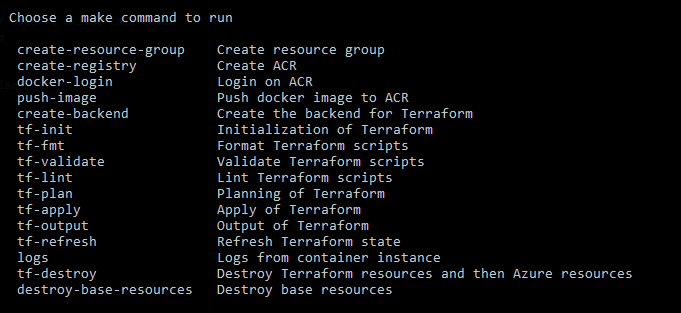 Choose a make command to run
create-resource-group Create resource group
create-registry Create ACR
docker-login Login on ACR
push-image Push docker image to ACR
create-backend Create the backend for Terraform
tf-init Initialization of Terraform
tf-fmt Format Terraform scripts
tf-validate Validate Terraform scripts
tf-lint Lint Terraform scripts
tf-plan Planning of Terraform
tf-apply Apply of Terraform
tf-output Output of Terraform
tf-refresh Refresh Terraform state
logs Logs from container instance
tf-destroy Destroy Terraform resources and then Azure resources
destroy-base-resources Destroy base resources